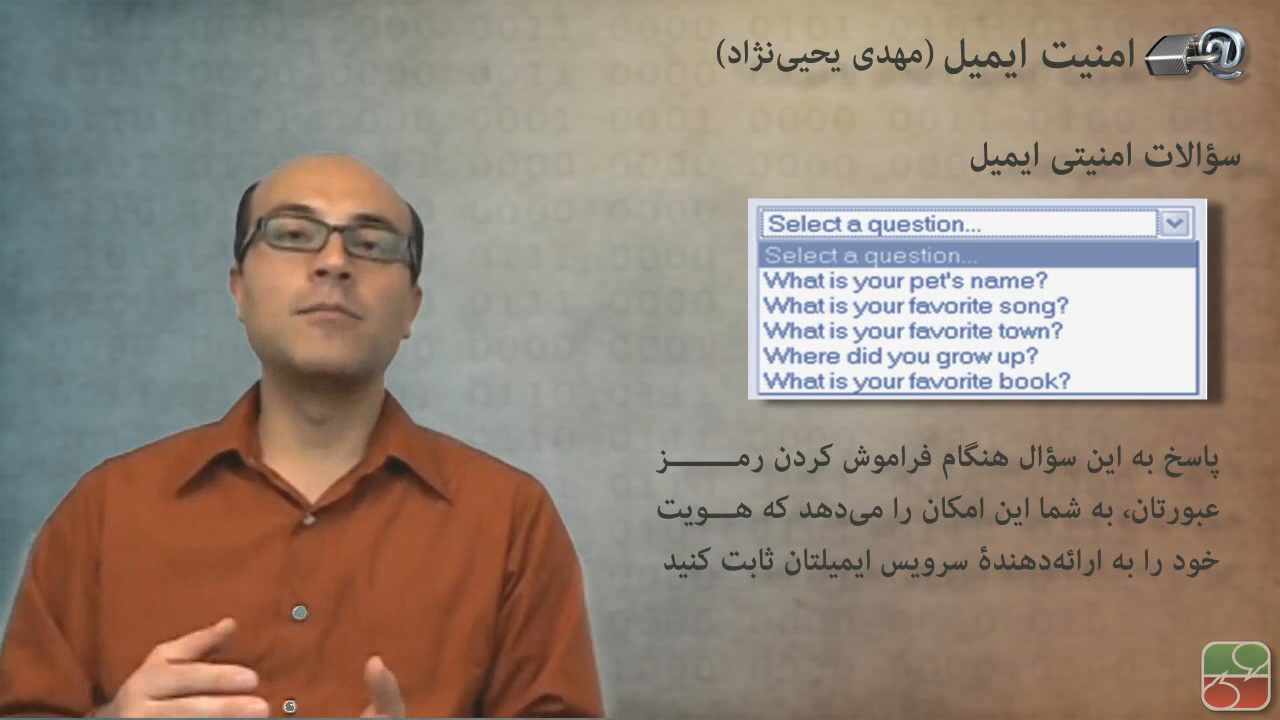 امنیت ایمیل (مهدی یحیی‌نژاد)
سؤالات امنیتی ایمیل
Select a question...
Select a question...
What is your pet's name?
What is your favorite song?
What is your favorite town?
Where did you grow up?
What is your favorite book?
پاسخ به این سؤال هنگام فراموش کردن رمـــــــز
عبورتان، به شما این امکان را می‌دهد که هـــویت
خود را به ارائه‌دهندهٔ سرویس ایمیلتان ثابت کنید